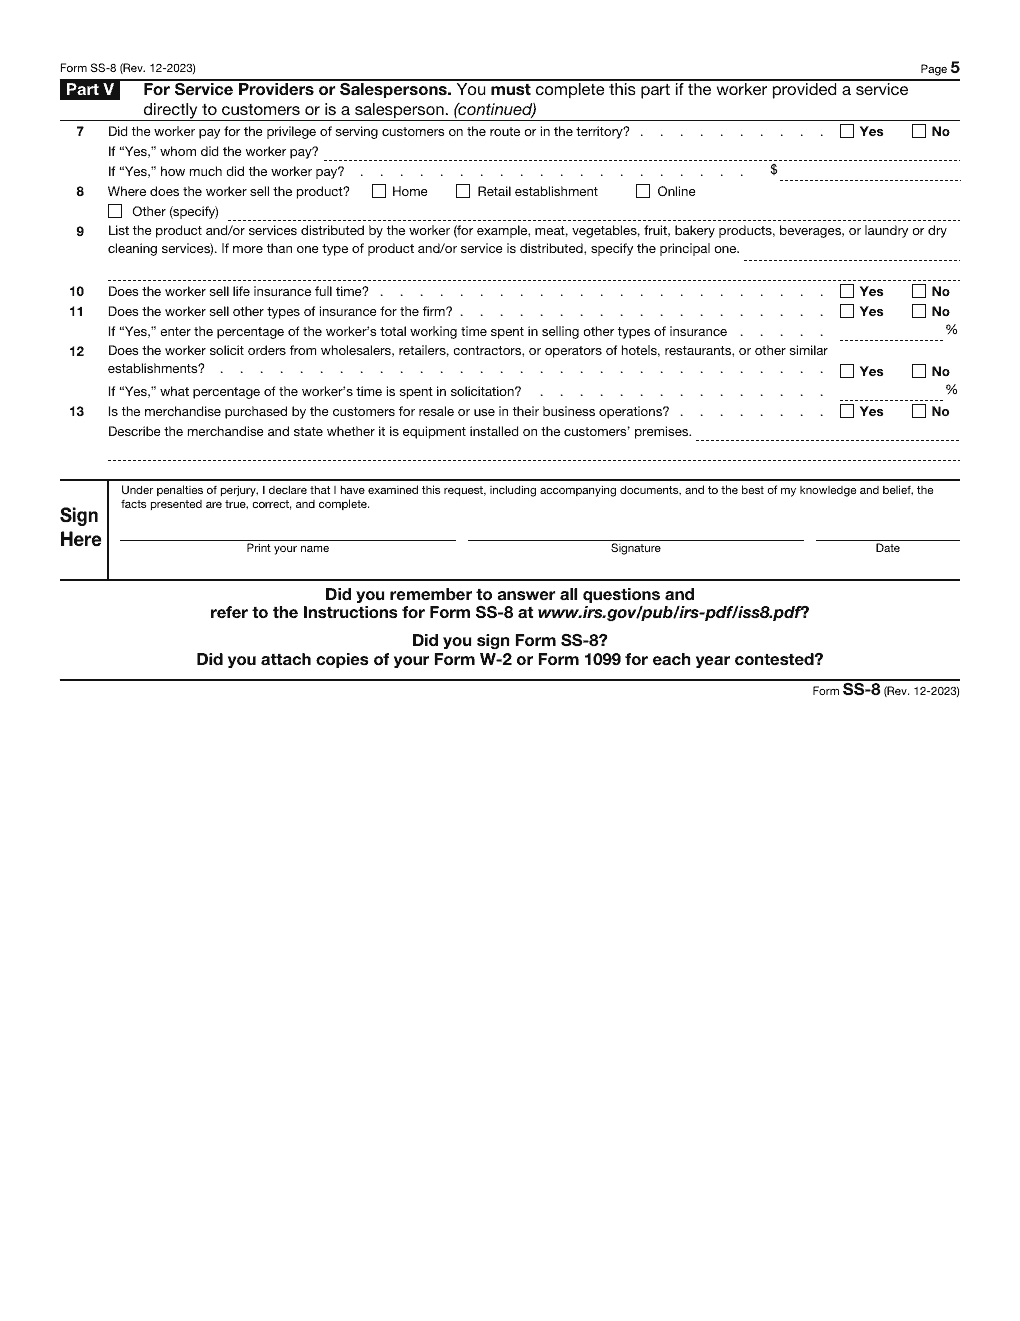 Form SS-8 (Rev. 12-2023) Page 5
Part V For Service Providers or Salespersons. You must complete this part if the worker provided a service
directly to customers or is a salesperson. (continued)
7 Did the worker pay for the privilege of serving customers on the route or in the territory? . . . . . . . . . . Yes No
If “Yes,” whom did the worker pay?
If “Yes,” how much did the worker pay? . . . . . . . . . . . . . . . . . . . . $
8 Where does the worker sell the product? Home Retail establishment Online
Other (specify)
9 List the product and/or services distributed by the worker (for example, meat, vegetables, fruit, bakery products, beverages, or laundry or dry
cleaning services). If more than one type of product and/or service is distributed, specify the principal one.
10 Does the worker sell life insurance full time? . . . . . . . . . . . . . . . . . . . . . . . Yes No
11 Does the worker sell other types of insurance for the firm? . . . . . . . . . . . . . . . . . . . Yes No
If “Yes,” enter the percentage of the worker’s total working time spent in selling other types of insurance . . . . . %
12 Does the worker solicit orders from wholesalers, retailers, contractors, or operators of hotels, restaurants, or other similar
establishments? . . . . . . . . . . . . . . . . . . . . . . . . . . . . . . . Yes No
If “Yes,” what percentage of the worker’s time is spent in solicitation? . . . . . . . . . . . . . . . %
13 Is the merchandise purchased by the customers for resale or use in their business operations? . . . . . . . . Yes No
Describe the merchandise and state whether it is equipment installed on the customers’ premises.
Sign
Here
Under penalties of perjury, I declare that I have examined this request, including accompanying documents, and to the best of my knowledge and belief, the
facts presented are true, correct, and complete.
Print your name Signature Date
Did you remember to answer all questions and
refer to the Instructions for Form SS-8 at www.irs.gov/pub/irs-pdf/iss8.pdf?
Did you sign Form SS-8?
Did you attach copies of your Form W-2 or Form 1099 for each year contested?
Form SS-8 (Rev. 12-2023)